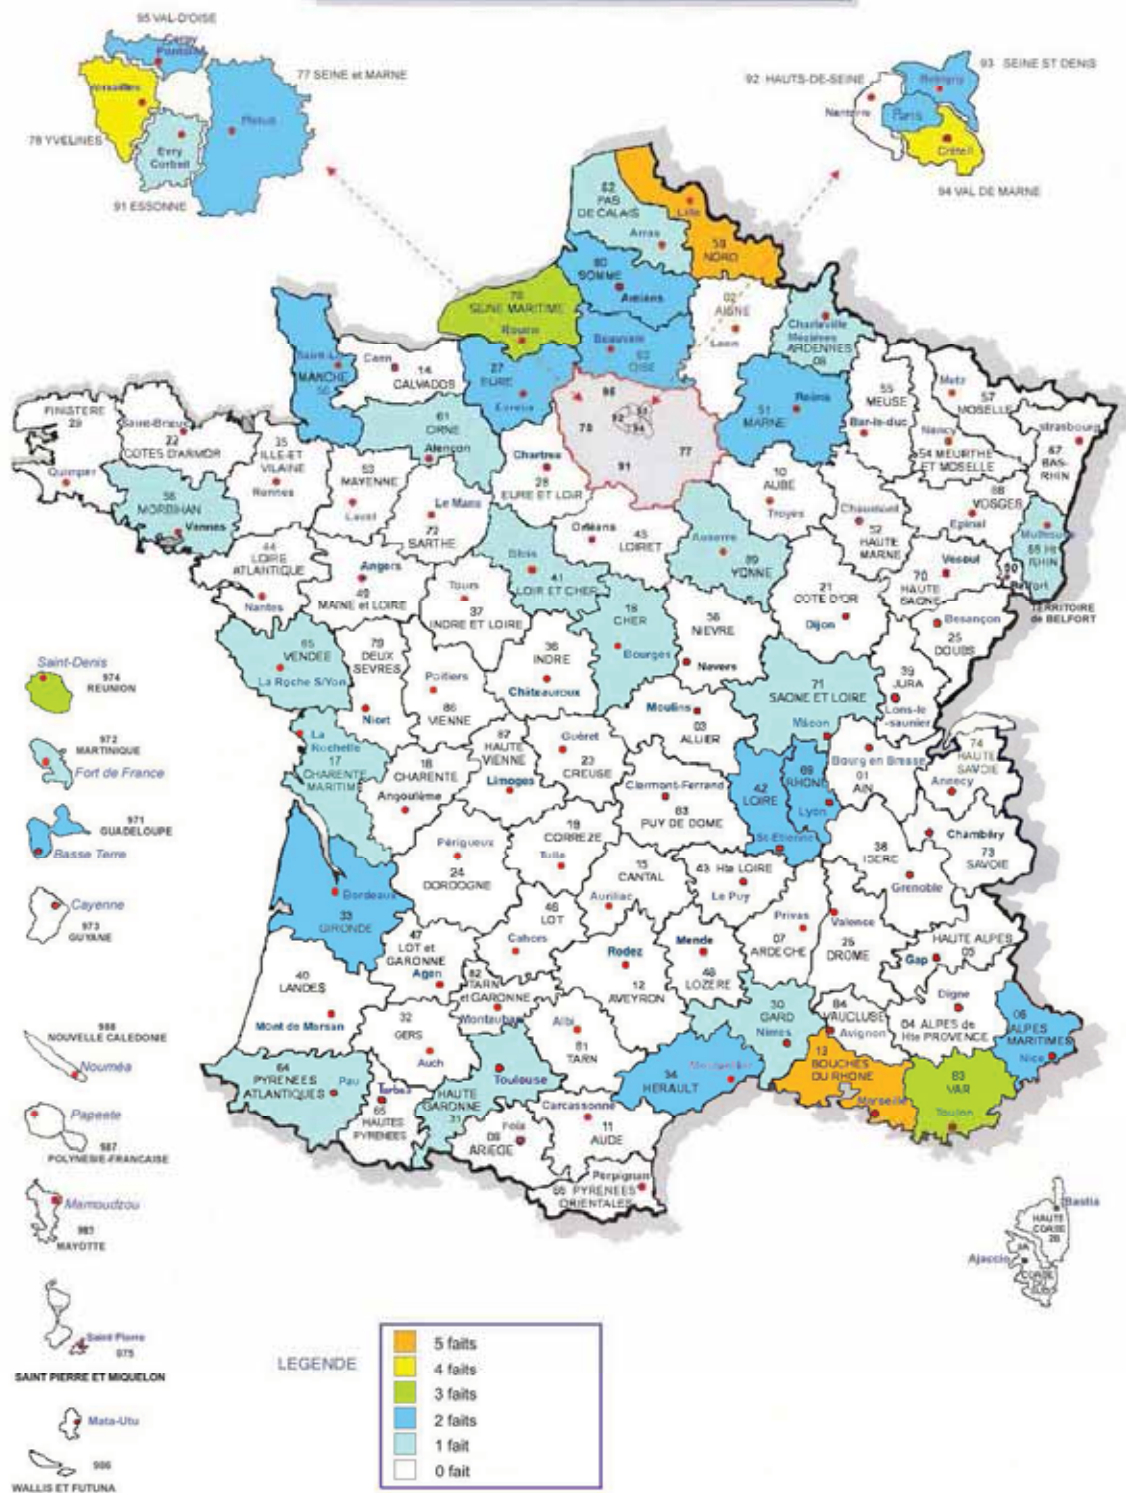 95 VAL-D'OISE
Cergy
Pontoise
77 SEINE et MARNE
Versailles
Melun
78 YVELINES
Evry
Corbeil
91 ESSONNE
92 HAUTS-DE-SEINE
93 SEINE ST DENIS
Bobigny
Nanterre
Paris
Créteil
94 VAL DE MARNE
62
PAS
DE CALAIS
Lille
Arras
59
NORD
80
SOMME
Amiens
02
AISNE
Laon
76
SEINE MARITIME
Rouen
Beauvais
60
OISE
Charleville
Mézières
ARDENNES
08
Saint-Lô
MANCHE
50
Caen
14
CALVADOS
27
EURE
Evreux
95
92
93
94
78
77
91
51
MARNE
Reims
55
MEUSE
Bar-le-duc
Metz
57
MOSELLE
Nancy
54 MEURTHE
ET MOSELLE
strasbourg
67
BAS-
RHIN
FINISTERE
29
Quimper
Saint-Brieuc
22
COTES D'ARMOR
35
ILLE-ET
VILAINE
Rennes
61
ORNE
Alençon
53
MAYENNE
Laval
Chartres
28
EURE ET LOIR
Le Mans
72
SARTHE
10
AUBE
Troyes
Chaumont
52
HAUTE
MARNE
88
VOSGES
Epinal
Mulhouse
68 Ht
RHIN
56
MORBIHAN
Vannes
44
LOIRE
ATLANTIQUE
Nantes
Angers
49
MAINE et LOIRE
Tours
37
INDRE ET LOIRE
Blois
41
LOIR ET CHER
Orléans
45
LOIRET
Auxerre
89
YONNE
21
COTE D'OR
Dijon
Vesoul
70
HAUTE
SAONE
90
Belfort
TERRITOIRE
de BELFORT
Besançon
25
DOUBS
18
CHER
Bourges
58
NIEVRE
Nevers
36
INDRE
Châteauroux
85
VENDEE
La Roche S/Yon
79
DEUX
SEVRES
Niort
Poitiers
86
VIENNE
71
SAONE ET LOIRE
Mâcon
39
JURA
Lons-le
-saunier
Moulins
03
ALLIER
Saint-Denis
974
REUNION
La
Rochelle
17
CHARENTE
MARITIME
16
CHARENTE
Angoulême
87
HAUTE
VIENNE
Limoges
Guéret
23
CREUSE
Clermont-Ferrand
63
PUY DE DOME
42
LOIRE
St-Etienne
69
RHONE
Lyon
Bourg en Bresse
01
AIN
74
HAUTE
SAVOIE
Annecy
Chambéry
73
SAVOIE
972
MARTINIQUE
Fort de France
971
GUADELOUPE
Basse Terre
Cayenne
973
GUYANE
Périgueux
24
DORDOGNE
19
CORREZE
Tulle
15
CANTAL
Aurillac
43 Hte LOIRE
Le Puy
38
ISERE
Grenoble
Bordeaux
33
GIRONDE
47
LOT et
GARONNE
Agen
46
LOT
Cahors
Rodez
12
AVEYRON
Mende
48
LOZERE
Privas
07
ARDECHE
Valence
26
DROME
HAUTE ALPES
05
Gap
40
LANDES
Mont de Marsan
82
TARN
et GARONNE
Montauban
32
GERS
Auch
Albi
81
TARN
30
GARD
Nimes
84
VAUCLUSE
Avignon
Digne
04 ALPES de
Hte PROVENCE
06
ALPES
MARITIMES
Nice
988
NOUVELLE CALEDONIE
Nouméa
64
PYRENEES
ATLANTIQUES
Pau
Tarbes
65
HAUTES
PYRENEES
HAUTE
GARONNE
31
Toulouse
34
HERAULT
Montpellier
13
BOUCHES
DU RHONE
Marseille
83
VAR
Toulon
Papeete
987
POLYNESIE-FRANCAISE
Foix
09
ARIEGE
Carcassonne
11
AUDE
Perpignan
66 PYRENEES
ORIENTALES
Mamoudzou
MAYOTTE
Bastia
HAUTE
CORSE
2B
Ajaccio
2A
CORSE
DU
SUD
Saint Pierre
975
SAINT PIERRE ET MIQUELON
Mata-Utu
986
WALLIS ET FUTUNA
LEGENDE
5 faits
4 faits
3 faits
2 faits
1 fait
0 fait